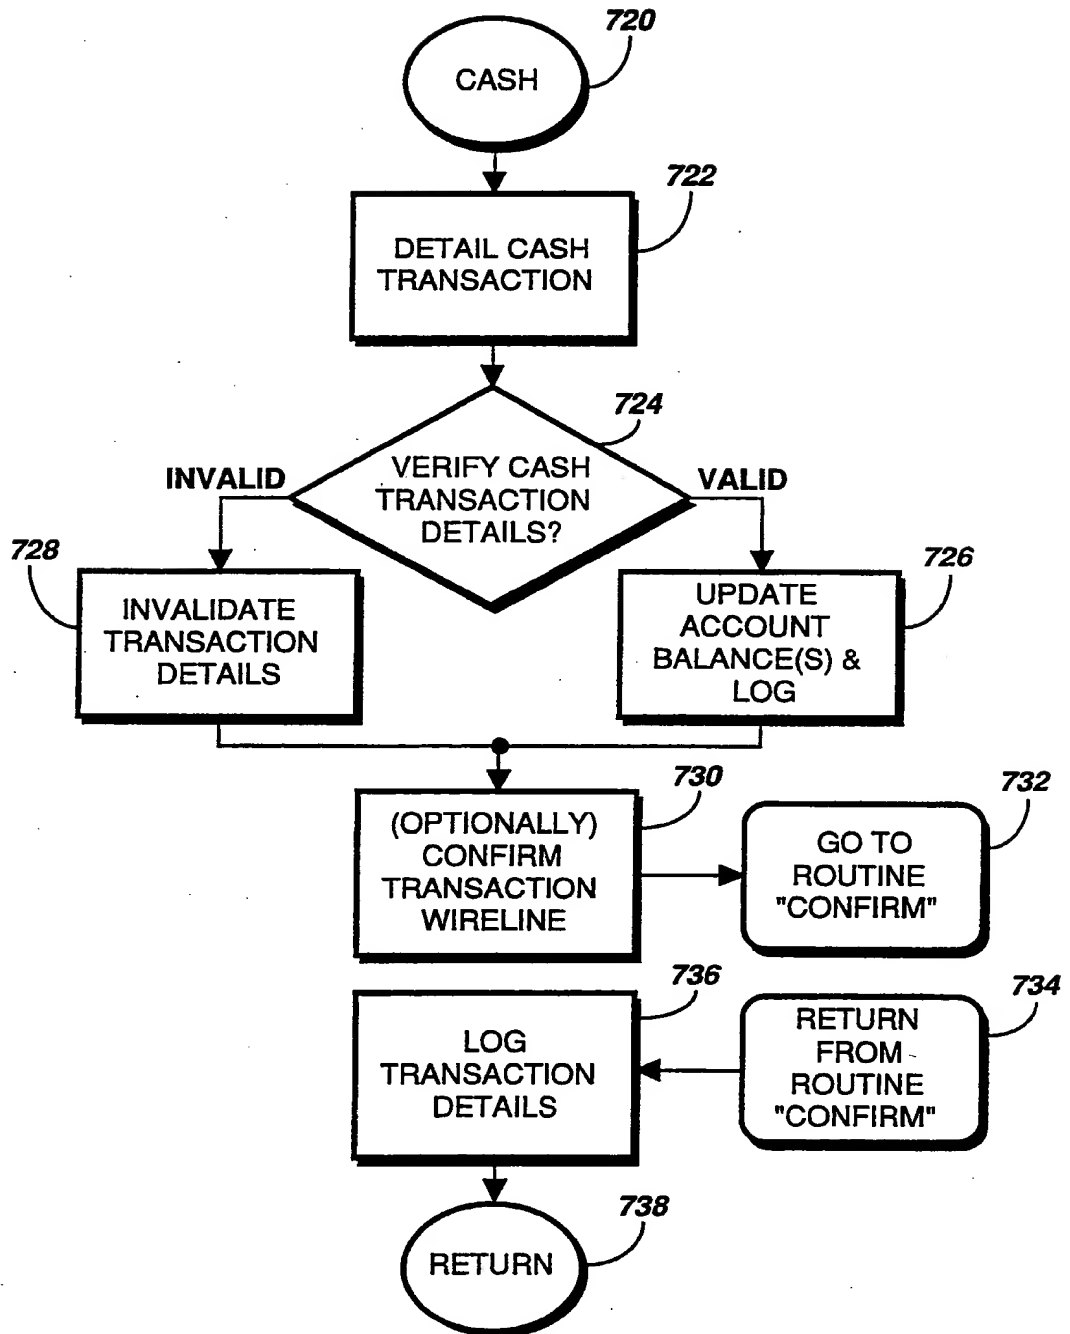 720
CASH
722
DETAIL CASH
TRANSACTION
724
VERIFY CASH
TRANSACTION
DETAILS?
INVALID
VALID
728
INVALIDATE
TRANSACTION
DETAILS
726
UPDATE
ACCOUNT
BALANCE(S) &
LOG
730
(OPTIONALLY)
CONFIRM
TRANSACTION
WIRELINE
732
GO TO
ROUTINE
"CONFIRM"
736
LOG
TRANSACTION
DETAILS
734
RETURN
FROM
ROUTINE
"CONFIRM"
738
RETURN